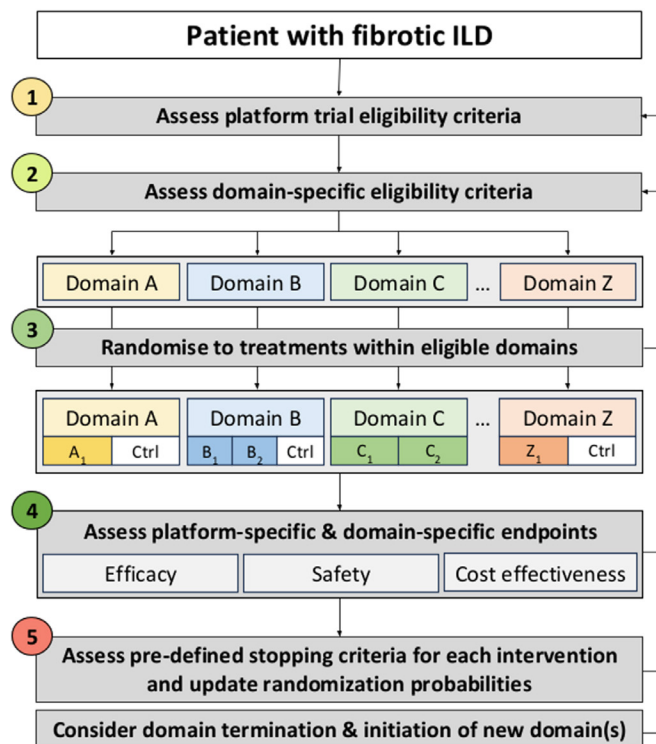 Patient with fibrotic ILD
1
Assess platform trial eligibility criteria
2
Assess domain-specific eligibility criteria
Domain A Domain B Domain C ... Domain Z
3
Randomise to treatments within eligible domains
Domain A Domain B Domain C ... Domain Z
A1 Ctrl B1 B2 Ctrl C1 C2 Z1 Ctrl
4
Assess platform-specific & domain-specific endpoints
Efficacy Safety Cost effectiveness
5
Assess pre-defined stopping criteria for each intervention
and update randomization probabilities
Consider domain termination & initiation of new domain(s)